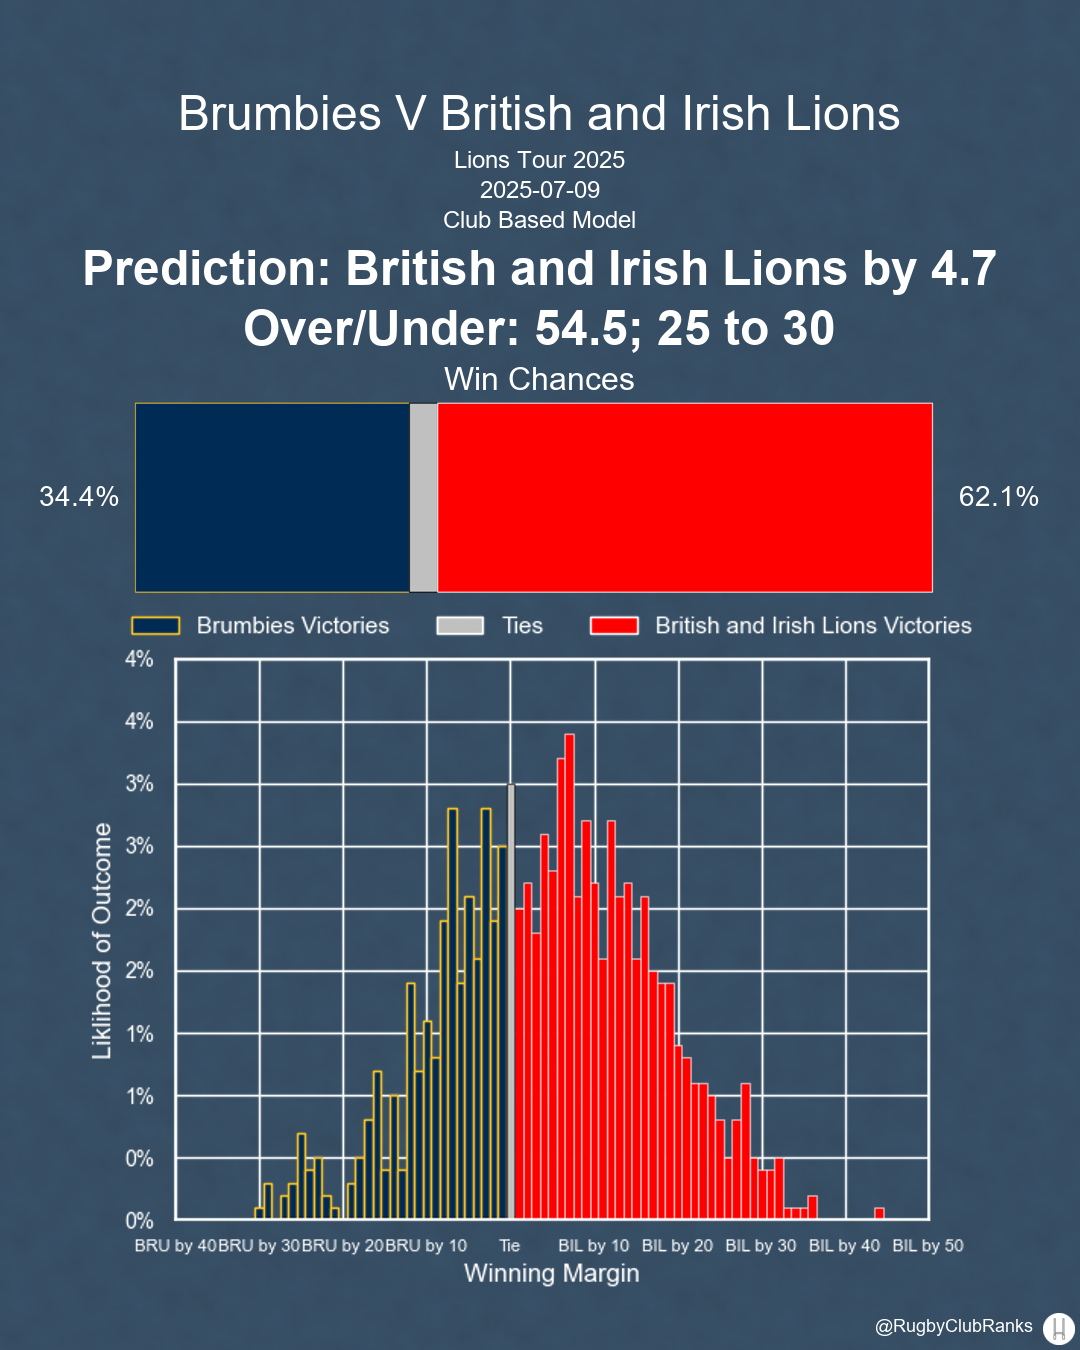 Brumbies V British and Irish Lions
Lions Tour 2025
2025-07-09
Club Based Model
Prediction: British and Irish Lions by 4.7
Over/Under: 54.5; 25 to 30
Win Chances
34.4%
62.1%
Brumbies Victories
Ties
British and Irish Lions Victories
4%
4%
3%
3%
2%
2%
1%
1%
0%
0%
Liklihood of Outcome
BRU by 40 BRU by 30 BRU by 20 BRU by 10 Tie BIL by 10 BIL by 20 BIL by 30 BIL by 40 BIL by 50
Winning Margin
@RugbyClubRanks